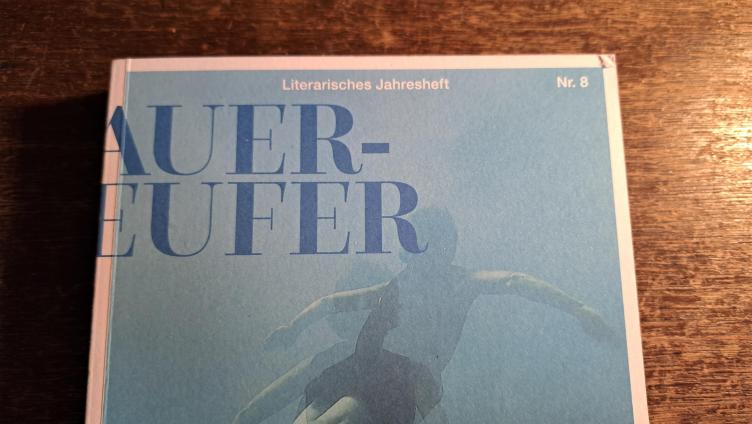 Literarisches Jahresheft Nr. 8
AUER-
EUFER